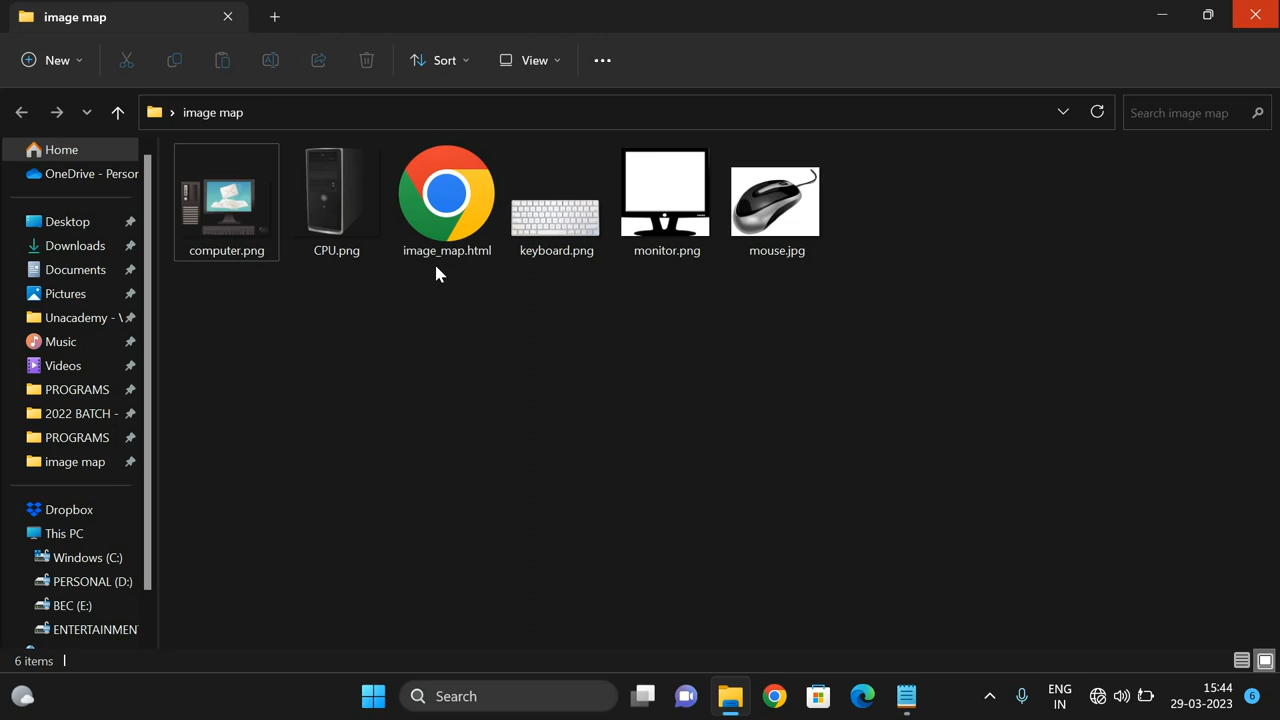 image map
New
Sort
View
image map
Search image map
Home
OneDrive - Person
Desktop
Downloads
Documents
Pictures
Unacademy - \
Music
Videos
PROGRAMS
2022 BATCH -
PROGRAMS
image map
Dropbox
This PC
Windows (C:)
PERSONAL (D:)
BEC (E:)
ENTERTAINMEN
computer.png
CPU.png
image_map.html
keyboard.png
monitor.png
mouse.jpg
6 items
Search
ENG
IN
15:44
29-03-2023
6